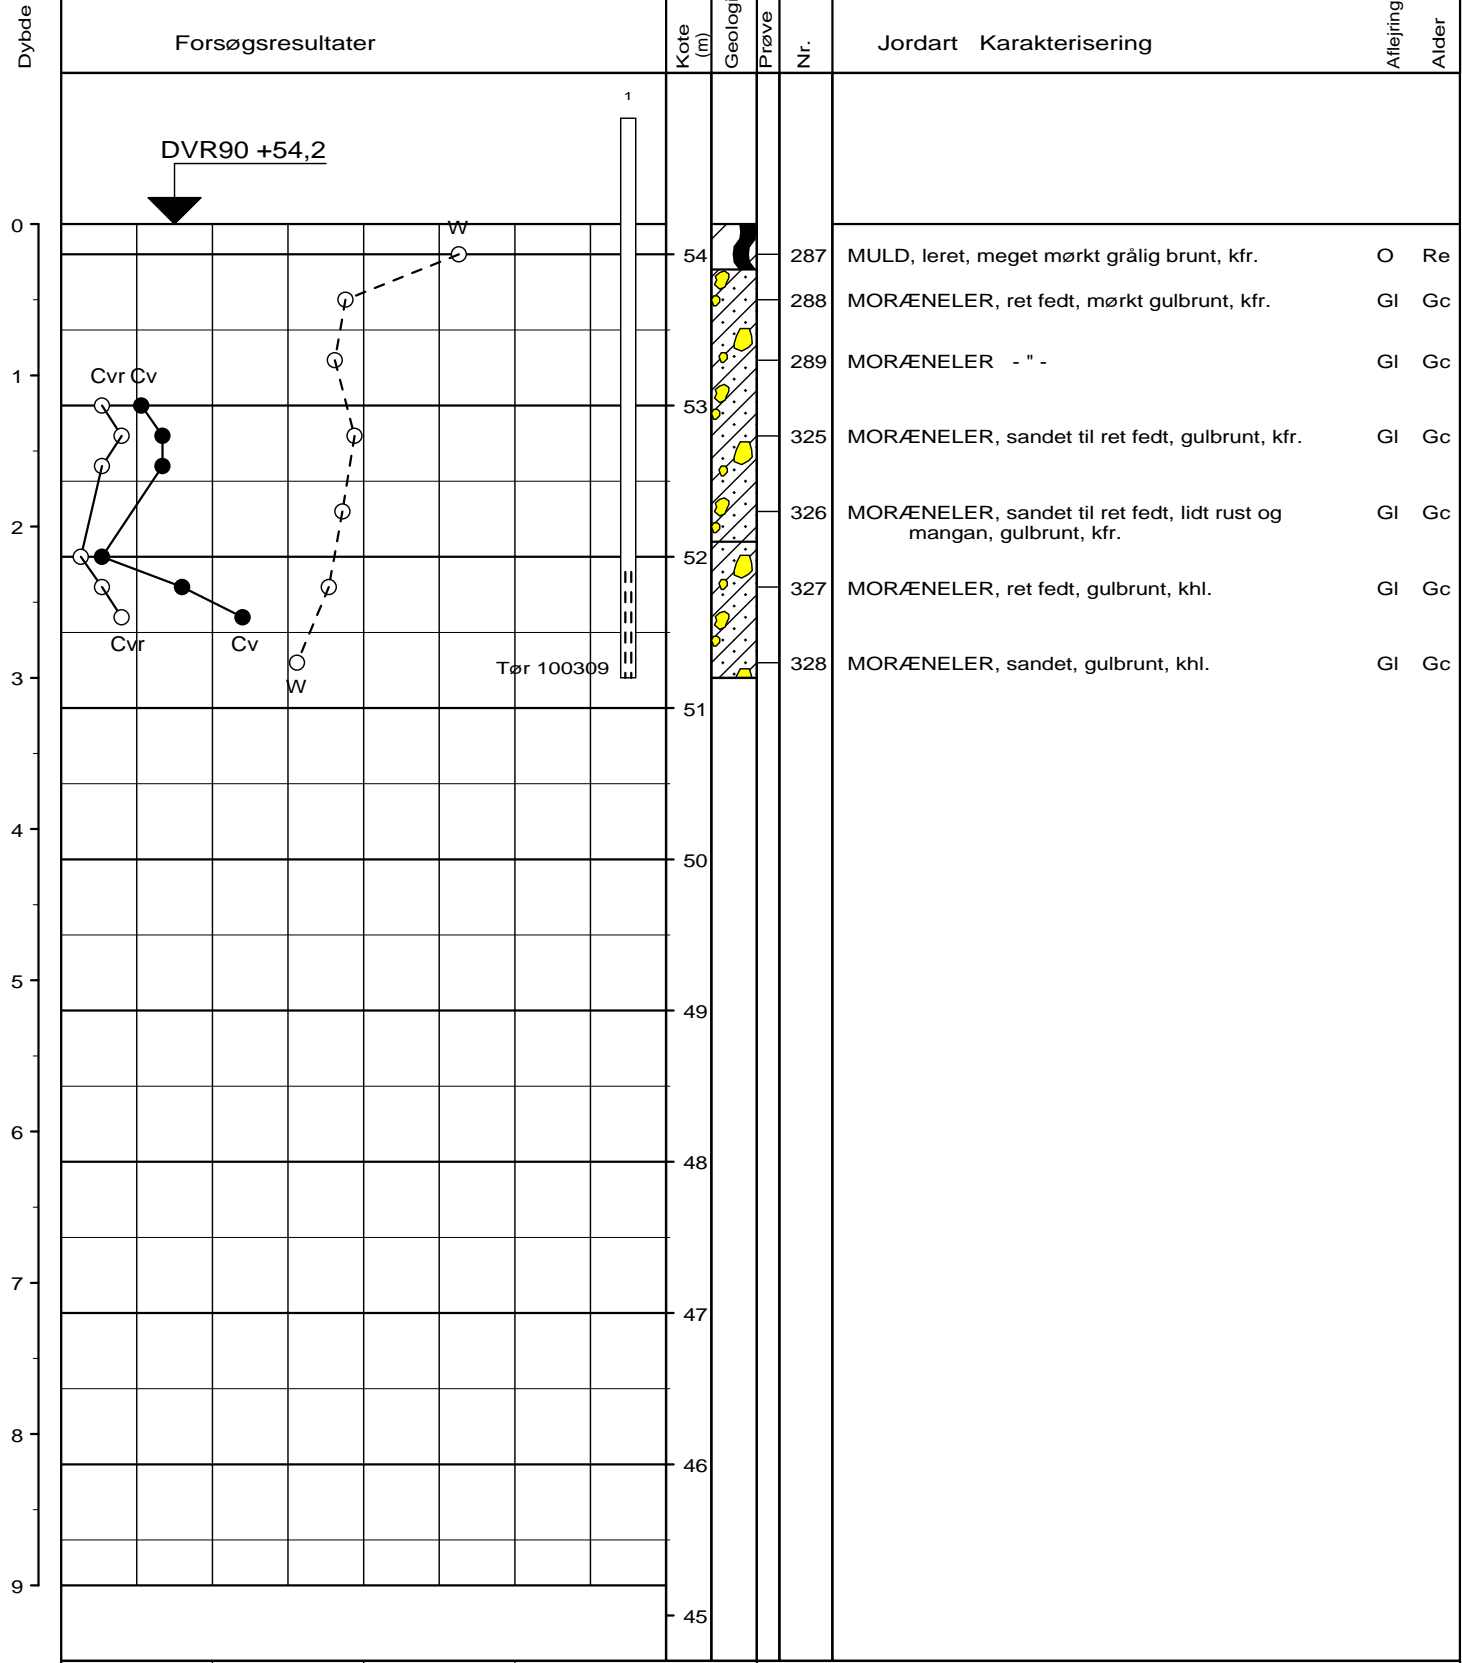 Dybde
Forsøgsresultater
Kote
(m)
Geologi
Prøve
Nr.
Jordart Karakterisering
Aflejring
Alder
1
DVR90 +54,2
0
W
54
287 MULD, leret, meget mørkt grålig brunt, kfr. O Re
288 MORÆNELER, ret fedt, mørkt gulbrunt, kfr. Gl Gc
289 MORÆNELER - " - Gl Gc
1
Cvr Cv
53
325 MORÆNELER, sandet til ret fedt, gulbrunt, kfr. Gl Gc
326 MORÆNELER, sandet til ret fedt, lidt rust og Gl Gc
mangan, gulbrunt, kfr.
2
52
327 MORÆNELER, ret fedt, gulbrunt, khl. Gl Gc
Cvr Cv
Tør 100309
328 MORÆNELER, sandet, gulbrunt, khl. Gl Gc
3
W
51
4
50
5
49
6
48
7
47
8
46
9
45